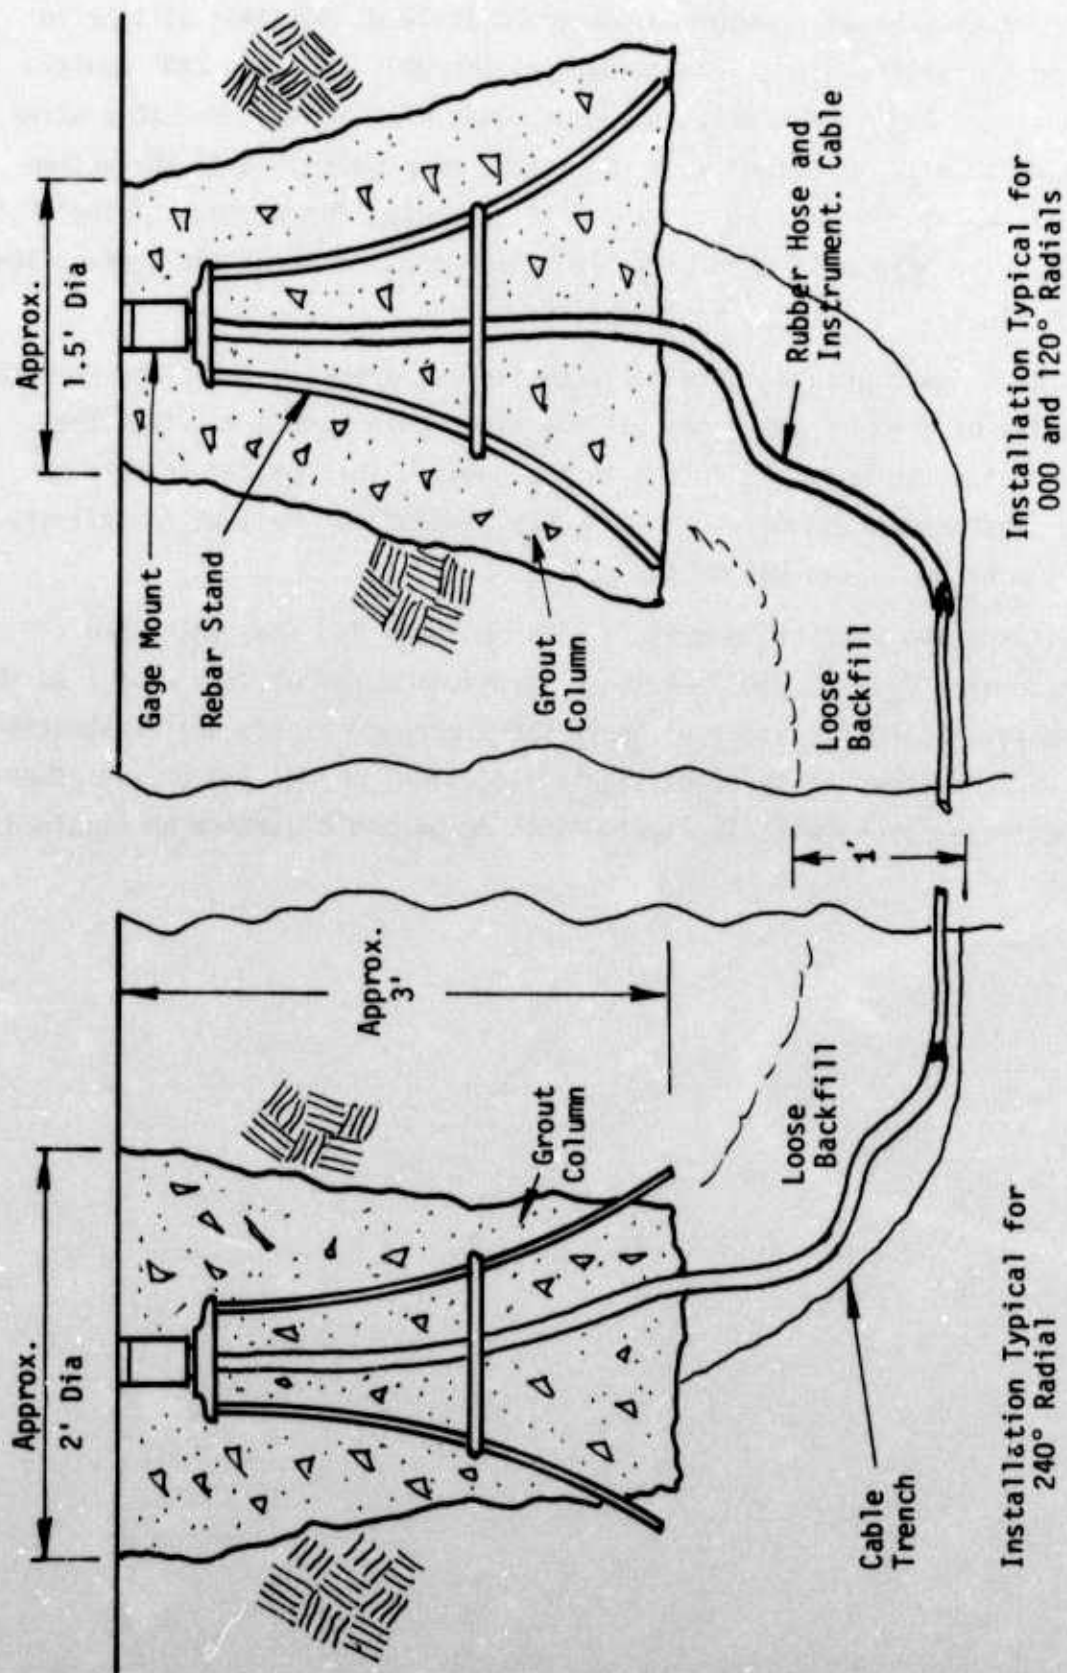 Approx.
2' Dia
Approx.
3'
Grout
Column
Loose
Backfill
Cable
Trench
Installation Typical for
240° Radial
Approx.
1.5' Dia
Gage Mount
Rebar Stand
Grout
Column
Loose
Backfill
1'
Rubber Hose and
Instrument. Cable
Installation Typical for
000 and 120° Radials